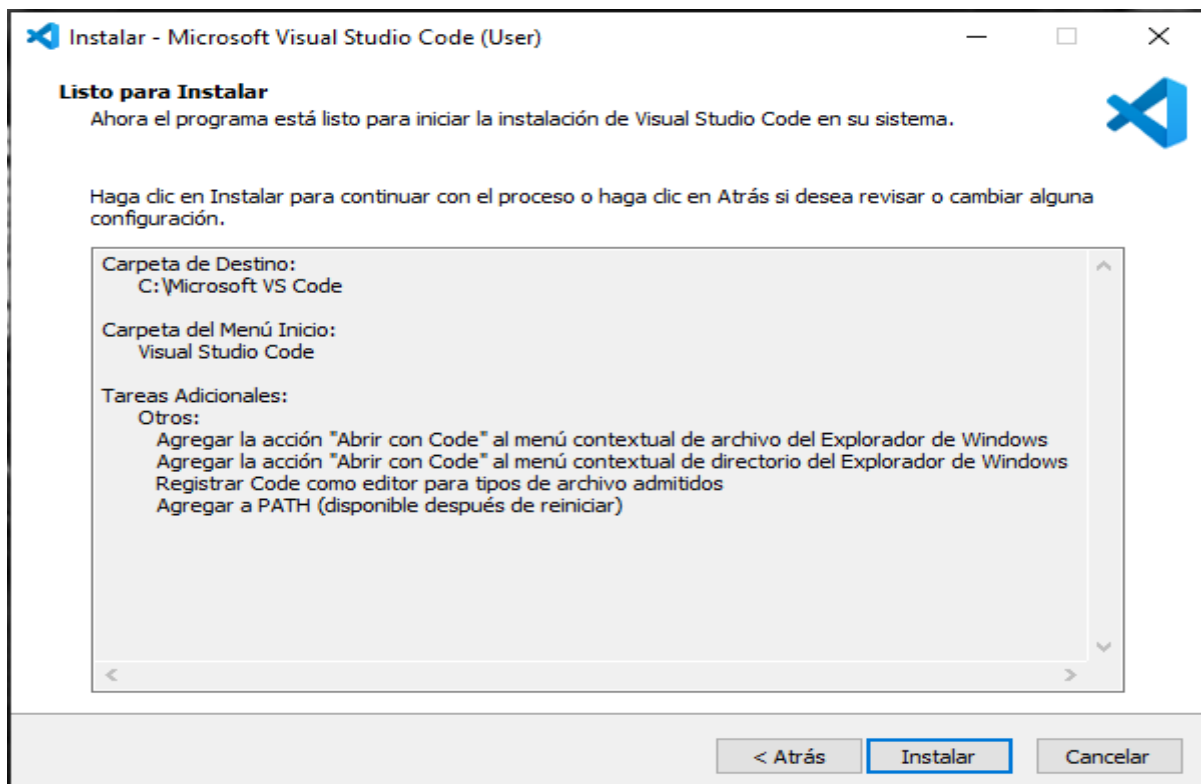 Instalar - Microsoft Visual Studio Code (User)
Listo para Instalar
Ahora el programa está listo para iniciar la instalación de Visual Studio Code en su sistema.
Haga clic en Instalar para continuar con el proceso o haga clic en Atrás si desea revisar o cambiar alguna
configuración.
Carpeta de Destino:
C:\Microsoft VS Code
Carpeta del Menú Inicio:
Visual Studio Code
Tareas Adicionales:
Otros:
Agregar la acción "Abrir con Code" al menú contextual de archivo del Explorador de Windows
Agregar la acción "Abrir con Code" al menú contextual de directorio del Explorador de Windows
Registrar Code como editor para tipos de archivo admitidos
Agregar a PATH (disponible después de reiniciar)
< Atrás Instalar Cancelar